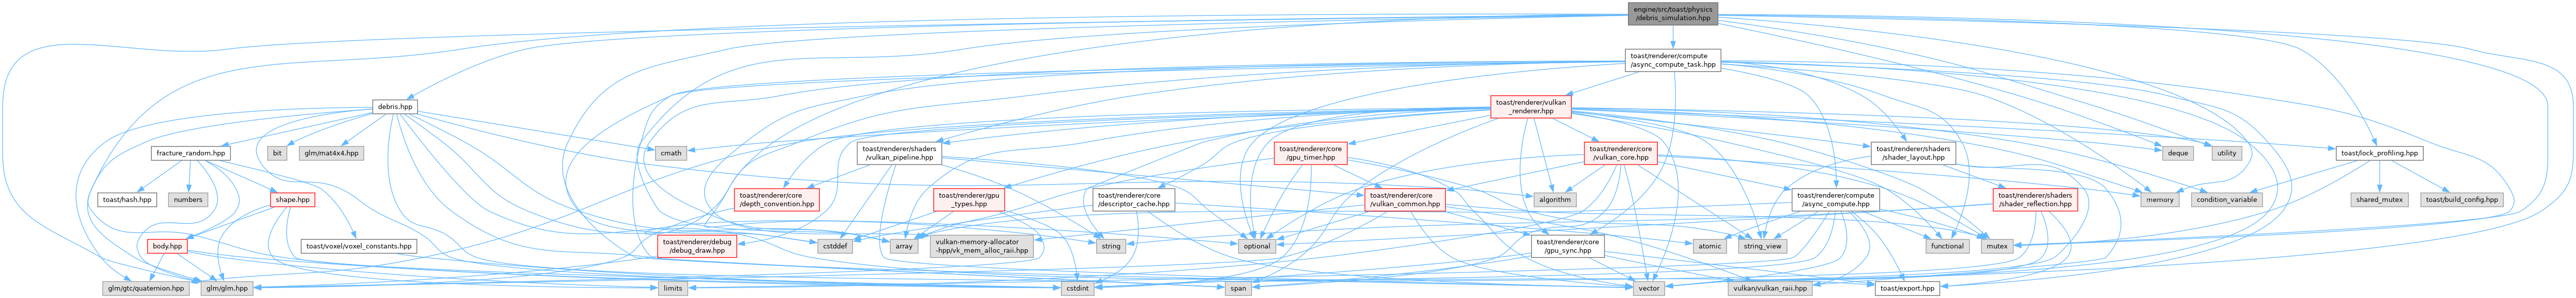 engine/src/toast/physics
/debris_simulation.hpp
toast/renderer/compute
/async_compute_task.hpp
debris.hpp
toast/renderer/vulkan
_renderer.hpp
fracture_random.hpp
bit
glm/mat4x4.hpp
cmath
toast/renderer/shaders
/vulkan_pipeline.hpp
toast/renderer/core
/gpu_timer.hpp
toast/renderer/core
/vulkan_core.hpp
toast/renderer/shaders
/shader_layout.hpp
deque
utility
toast/lock_profiling.hpp
toast/hash.hpp
numbers
shape.hpp
toast/renderer/core
/depth_convention.hpp
toast/renderer/gpu
_types.hpp
toast/renderer/core
/descriptor_cache.hpp
algorithm
toast/renderer/core
/vulkan_common.hpp
toast/renderer/compute
/async_compute.hpp
toast/renderer/shaders
/shader_reflection.hpp
memory
condition_variable
shared_mutex
toast/build_config.hpp
body.hpp
toast/voxel/voxel_constants.hpp
toast/renderer/debug
/debug_draw.hpp
cstddef
array
vulkan-memory-allocator
-hpp/vk_mem_alloc_raii.hpp
string
optional
toast/renderer/core
/gpu_sync.hpp
atomic
string_view
functional
mutex
glm/gtc/quaternion.hpp
glm/glm.hpp
limits
cstdint
span
vector
vulkan/vulkan_raii.hpp
toast/export.hpp